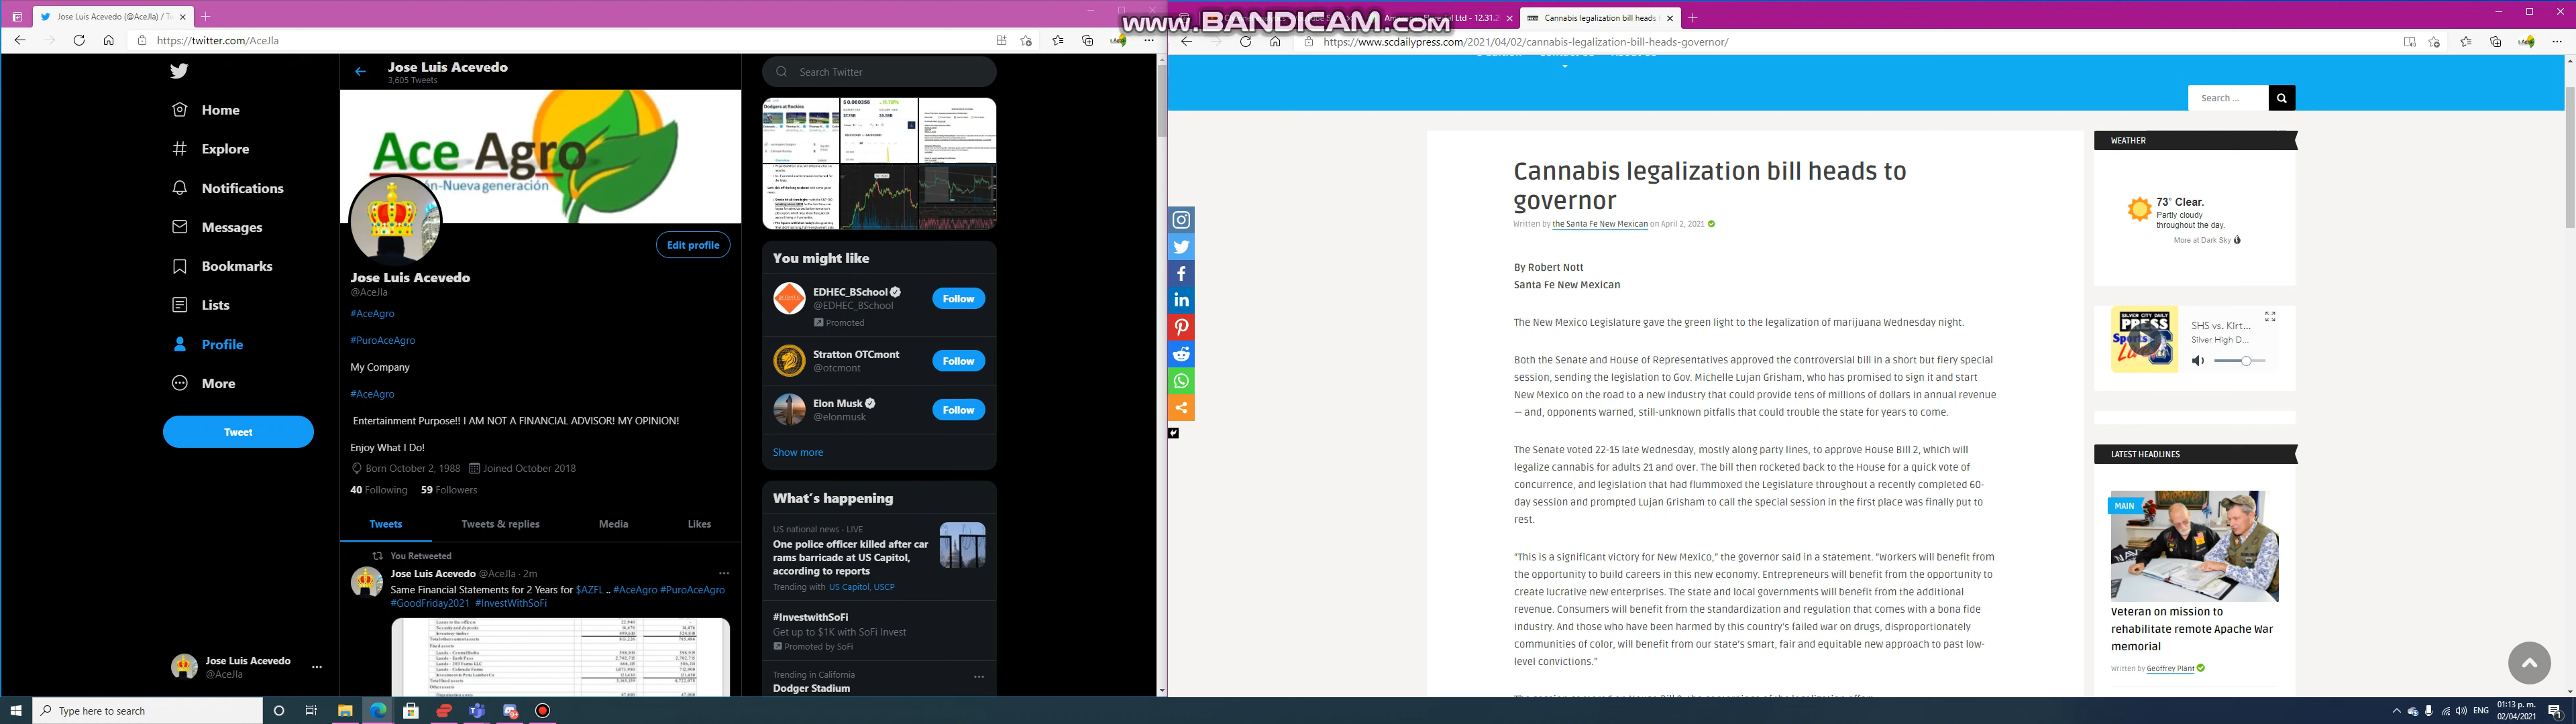 Jose Luis Acevedo (@AceJla) / Tw
www.BANDICAM.com
Ltd - 12.31.2
Cannabis legalization bill heads
https://twitter.com/AceJla
https://www.scdailypress.com/2021/04/02/cannabis-legalization-bill-heads-governor/
Home
Explore
Notifications
Messages
Bookmarks
Lists
Profile
More
Tweet
Jose Luis Acevedo
@AceJla
Jose Luis Acevedo
3,605 Tweets
Ace Agro
án-Nueva generación
Edit profile
Jose Luis Acevedo
@AceJla
#AceAgro
#PuroAceAgro
My Company
#AceAgro
Entertainment Purpose!! I AM NOT A FINANCIAL ADVISOR! MY OPINION!
Enjoy What I Do!
Born October 2, 1988 Joined October 2018
40 Following 59 Followers
Tweets Tweets & replies Media Likes
You Retweeted
Jose Luis Acevedo @AceJla · 2m
Same Financial Statements for 2 Years for $AZFL .. #AceAgro #PuroAceAgro
#GoodFriday2021 #InvestWithSoFi
Search Twitter
Dodgers at Rockies
You might like
EDHEC_BSchool
@EDHEC_BSchool
Promoted
Follow
Stratton OTCmont
@otcmont
Follow
Elon Musk
@elonmusk
Follow
Show more
What's happening
US national news · LIVE
One police officer killed after car
rams barricade at US Capitol,
according to reports
Trending with US Capitol, USCP
#InvestwithSoFi
Get up to $1K with SoFi Invest
Promoted by SoFi
Trending in California
Dodger Stadium
Search ...
Cannabis legalization bill heads to
governor
Written by the Santa Fe New Mexican on April 2, 2021
By Robert Nott
Santa Fe New Mexican
The New Mexico Legislature gave the green light to the legalization of marijuana Wednesday night.
Both the Senate and House of Representatives approved the controversial bill in a short but fiery special
session, sending the legislation to Gov. Michelle Lujan Grisham, who has promised to sign it and start
New Mexico on the road to a new industry that could provide tens of millions of dollars in annual revenue
— and, opponents warned, still-unknown pitfalls that could trouble the state for years to come.
The Senate voted 22-15 late Wednesday, mostly along party lines, to approve House Bill 2, which will
legalize cannabis for adults 21 and over. The bill then rocketed back to the House for a quick vote of
concurrence, and legislation that had flummoxed the Legislature throughout a recently completed 60-
day session and prompted Lujan Grisham to call the special session in the first place was finally put to
rest.
"This is a significant victory for New Mexico," the governor said in a statement. "Workers will benefit from
the opportunity to build careers in this new economy. Entrepreneurs will benefit from the opportunity to
create lucrative new enterprises. The state and local governments will benefit from the additional
revenue. Consumers will benefit from the standardization and regulation that comes with a bona fide
industry. And those who have been harmed by this country's failed war on drugs, disproportionately
communities of color, will benefit from our state's smart, fair and equitable new approach to past low-
level convictions."
WEATHER
73° Clear.
Partly cloudy
throughout the day.
More at Dark Sky
SILVER CITY DAILY
PRESS
Sports
SHS vs. Kirt...
Silver High D...
LATEST HEADLINES
MAIN
Veteran on mission to
rehabilitate remote Apache War
memorial
Written by Geoffrey Plant
Type here to search
ENG
01:13 p. m.
02/04/2021